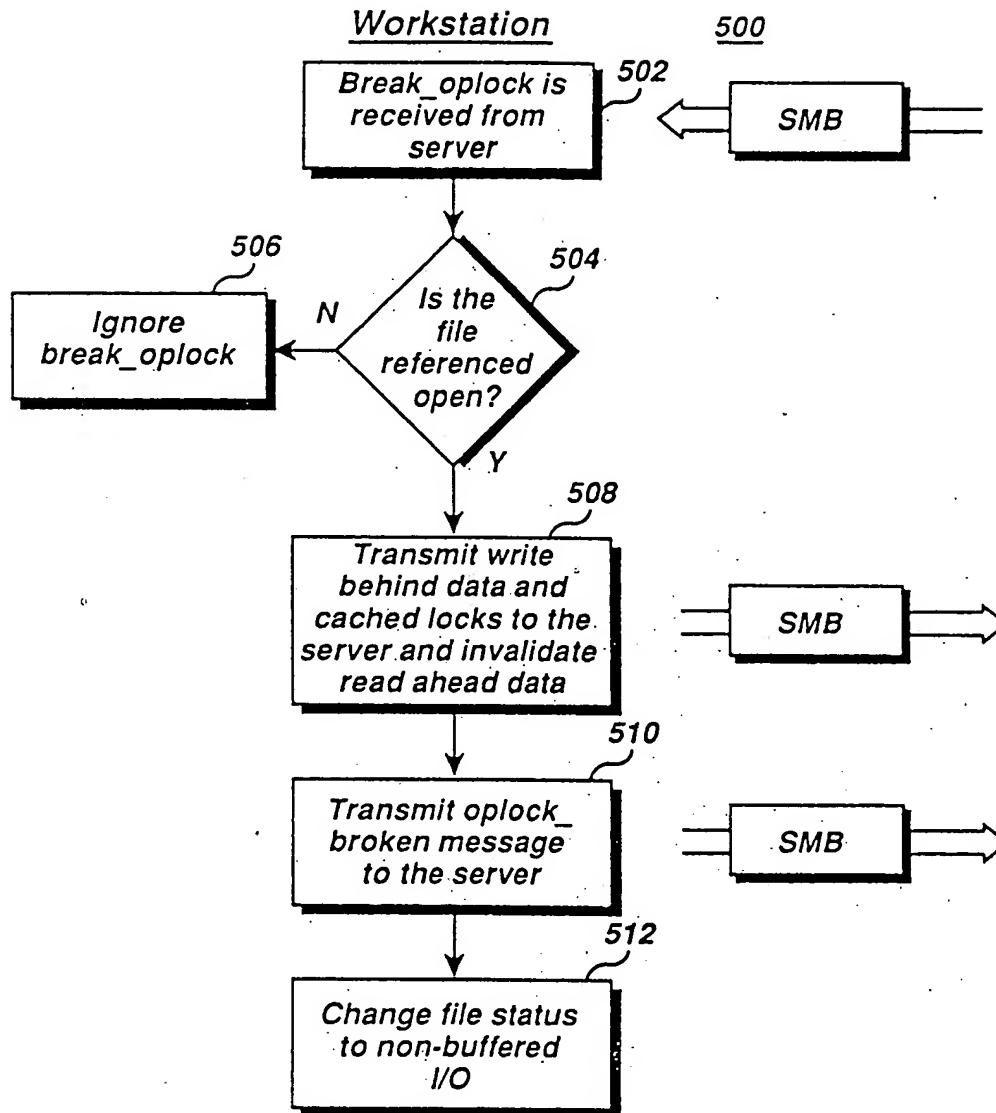 Workstation
500
502
Break_oplock is
received from
server
SMB
504
506
Is the
file
referenced
open?
N
Ignore
break_oplock
Y
508
Transmit write
behind data and
cached locks to the
server and invalidate
read ahead data
SMB
510
Transmit oplock_
broken message
to the server
SMB
512
Change file status
to non-buffered
I/O